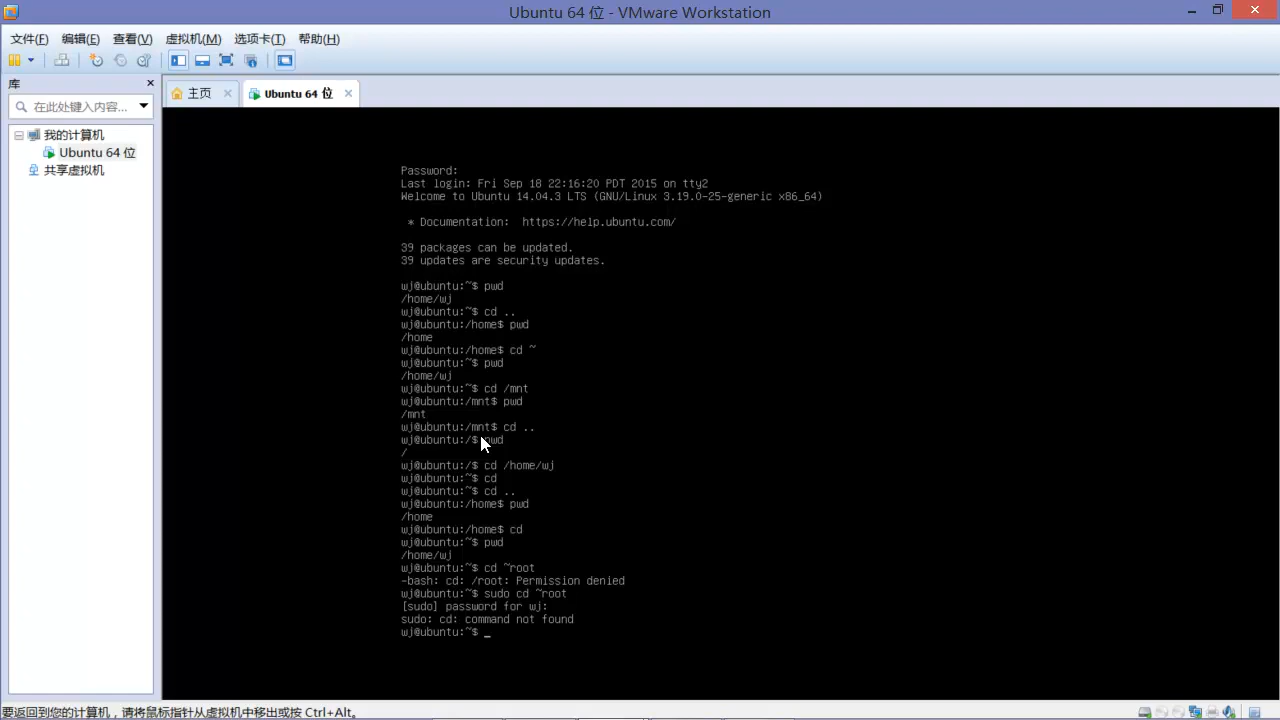 Ubuntu 64 位 - VMware Workstation
文件(F) 编辑(E) 查看(V) 虚拟机(M) 选项卡(T) 帮助(H)
库
在此处键入内容...
我的计算机
Ubuntu 64 位
共享虚拟机
主页
Ubuntu 64 位
Password:
Last login: Fri Sep 18 22:16:20 PDT 2015 on tty2
Welcome to Ubuntu 14.04.3 LTS (GNU/Linux 3.19.0-25-generic x86_64)
* Documentation:  https://help.ubuntu.com/
39 packages can be updated.
39 updates are security updates.
wj@ubuntu:~$ pwd
/home/wj
wj@ubuntu:~$ cd ..
wj@ubuntu:/home$ pwd
/home
wj@ubuntu:/home$ cd ~
wj@ubuntu:~$ pwd
/home/wj
wj@ubuntu:~$ cd /mnt
wj@ubuntu:/mnt$ pwd
/mnt
wj@ubuntu:/mnt$ cd ..
wj@ubuntu:/$ pwd
/
wj@ubuntu:/$ cd /home/wj
wj@ubuntu:~$ cd
wj@ubuntu:~$ cd ..
wj@ubuntu:/home$ pwd
/home
wj@ubuntu:/home$ cd
wj@ubuntu:~$ pwd
/home/wj
wj@ubuntu:~$ cd ~root
-bash: cd: /root: Permission denied
wj@ubuntu:~$ sudo cd ~root
[sudo] password for wj:
sudo: cd: command not found
wj@ubuntu:~$ _
要返回到您的计算机，请将鼠标指针从虚拟机中移出或按 Ctrl+Alt。